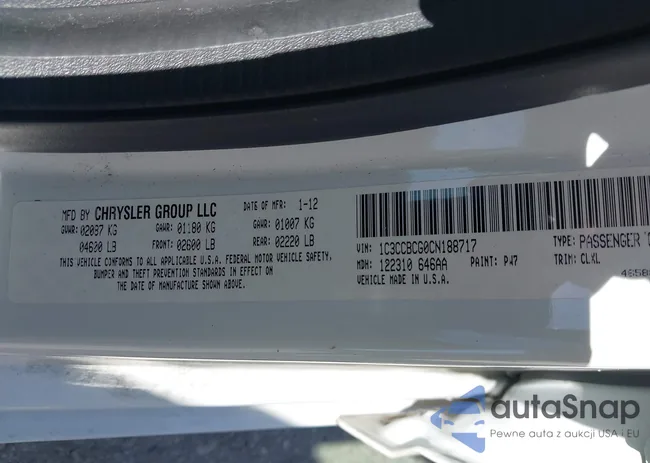 MFD BY CHRYSLER GROUP LLC
DATE OF MFR: 1-12
GVWR: 02087 KG
GAWR: 01180 KG
GAWR: 01007 KG
04600 LB
FRONT: 02600 LB
REAR: 02220 LB
THIS VEHICLE CONFORMS TO ALL APPLICABLE U.S.A. FEDERAL MOTOR VEHICLE SAFETY,
BUMPER AND THEFT PREVENTION STANDARDS IN EFFECT ON
THE DATE OF MANUFACTURE SHOWN ABOVE.
VIN: 1C3CCBCG0CN188717
TYPE: PASSENGER
MDH: 122310 646AA
PAINT: PW7
TRIM: CLXL
VEHICLE MADE IN U.S.A.
autaSnap
Pewne auta z aukcji USA i EU